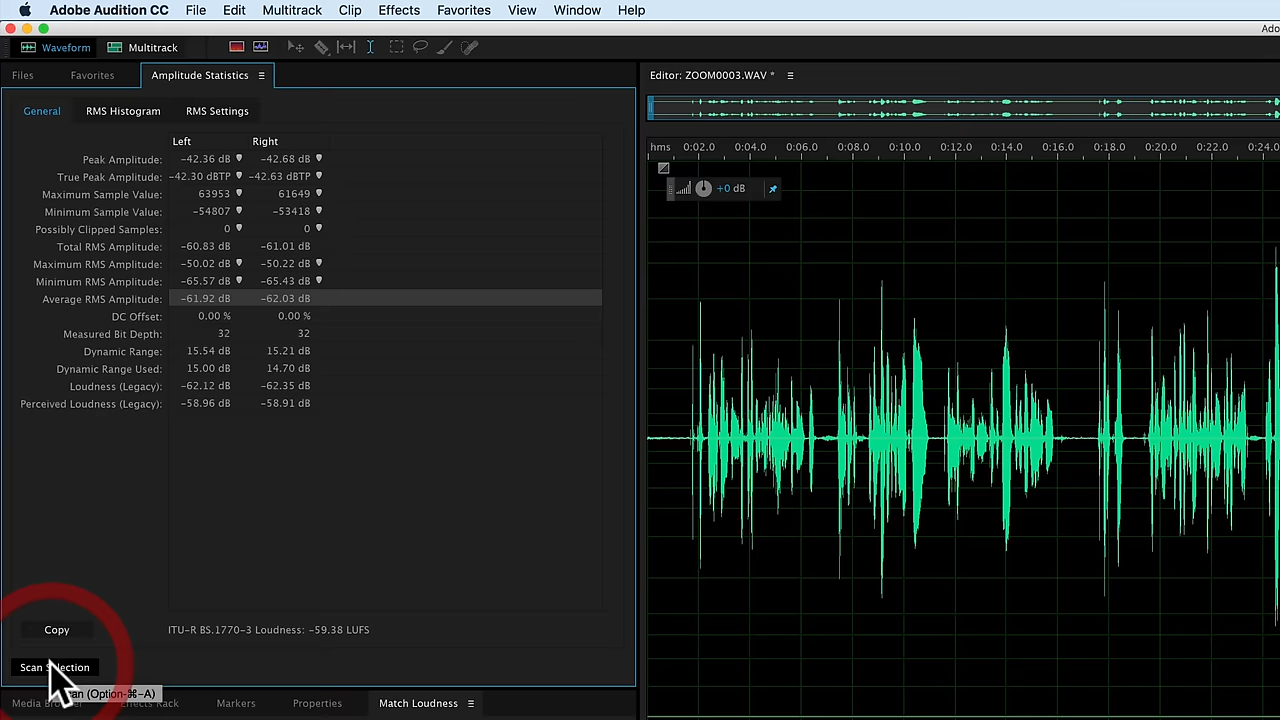 Adobe Audition CC File Edit Multitrack Clip Effects Favorites View Window Help
Ado
Waveform Multitrack
Files Favorites Amplitude Statistics
Editor: ZOOM0003.WAV *
General RMS Histogram RMS Settings
Left Right
Peak Amplitude: -42.36 dB -42.68 dB
True Peak Amplitude: -42.30 dBTP -42.63 dBTP
Maximum Sample Value: 63953 61649
Minimum Sample Value: -54807 -53418
Possibly Clipped Samples: 0 0
Total RMS Amplitude: -60.83 dB -61.01 dB
Maximum RMS Amplitude: -50.02 dB -50.22 dB
Minimum RMS Amplitude: -65.57 dB -65.43 dB
Average RMS Amplitude: -61.92 dB -62.03 dB
DC Offset: 0.00 % 0.00 %
Measured Bit Depth: 32 32
Dynamic Range: 15.54 dB 15.21 dB
Dynamic Range Used: 15.00 dB 14.70 dB
Loudness (Legacy): -62.12 dB -62.35 dB
Perceived Loudness (Legacy): -58.96 dB -58.91 dB
hms 0:02.0 0:04.0 0:06.0 0:08.0 0:10.0 0:12.0 0:14.0 0:16.0 0:18.0 0:20.0 0:22.0 0:24.0
+0 dB
Copy ITU-R BS.1770-3 Loudness: -59.38 LUFS
Scan Selection
(Option-⌘-A)
Media Effects Rack Markers Properties Match Loudness